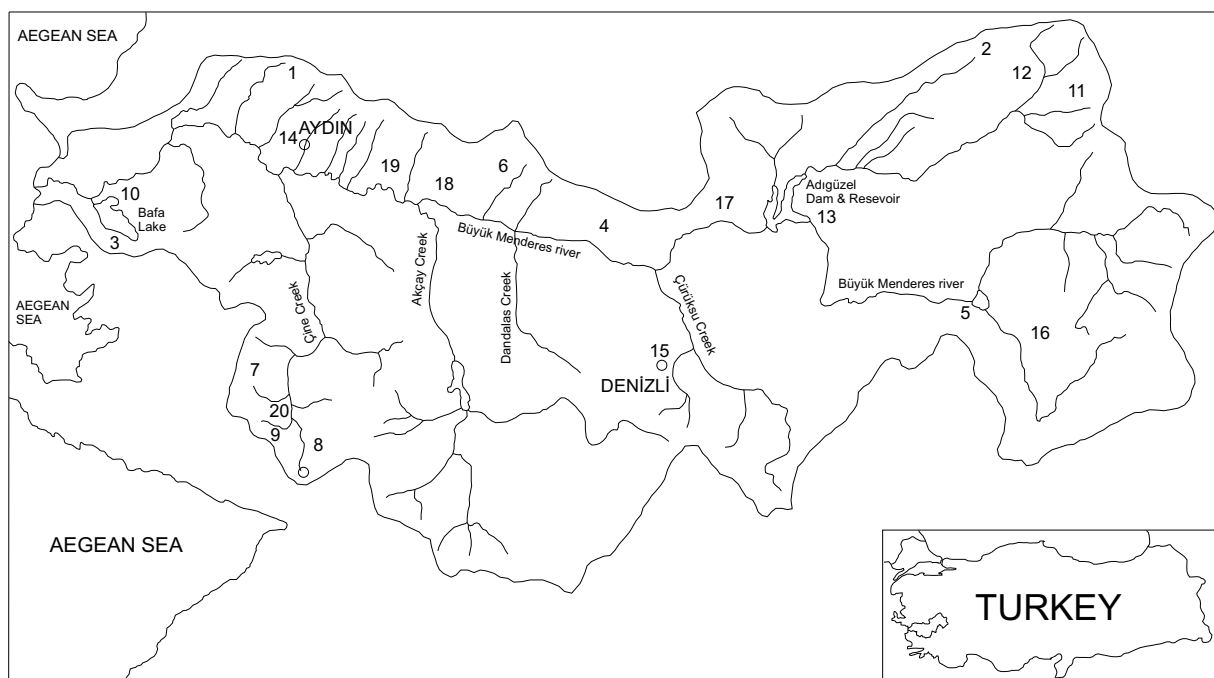 AEGEAN SEA
2
1
12
11
14
AYDIN
19
6
18
10
Bafa
Lake
3
Adıgüzel
Dam & Resevoir
17
13
4
Büyük Menderes river
Akçay Creek
Dandalas Creek
Çine Creek
Çürüksu Creek
Büyük Menderes river
5
16
AEGEAN
SEA
15
DENİZLİ
7
20
9
8
AEGEAN SEA
TURKEY